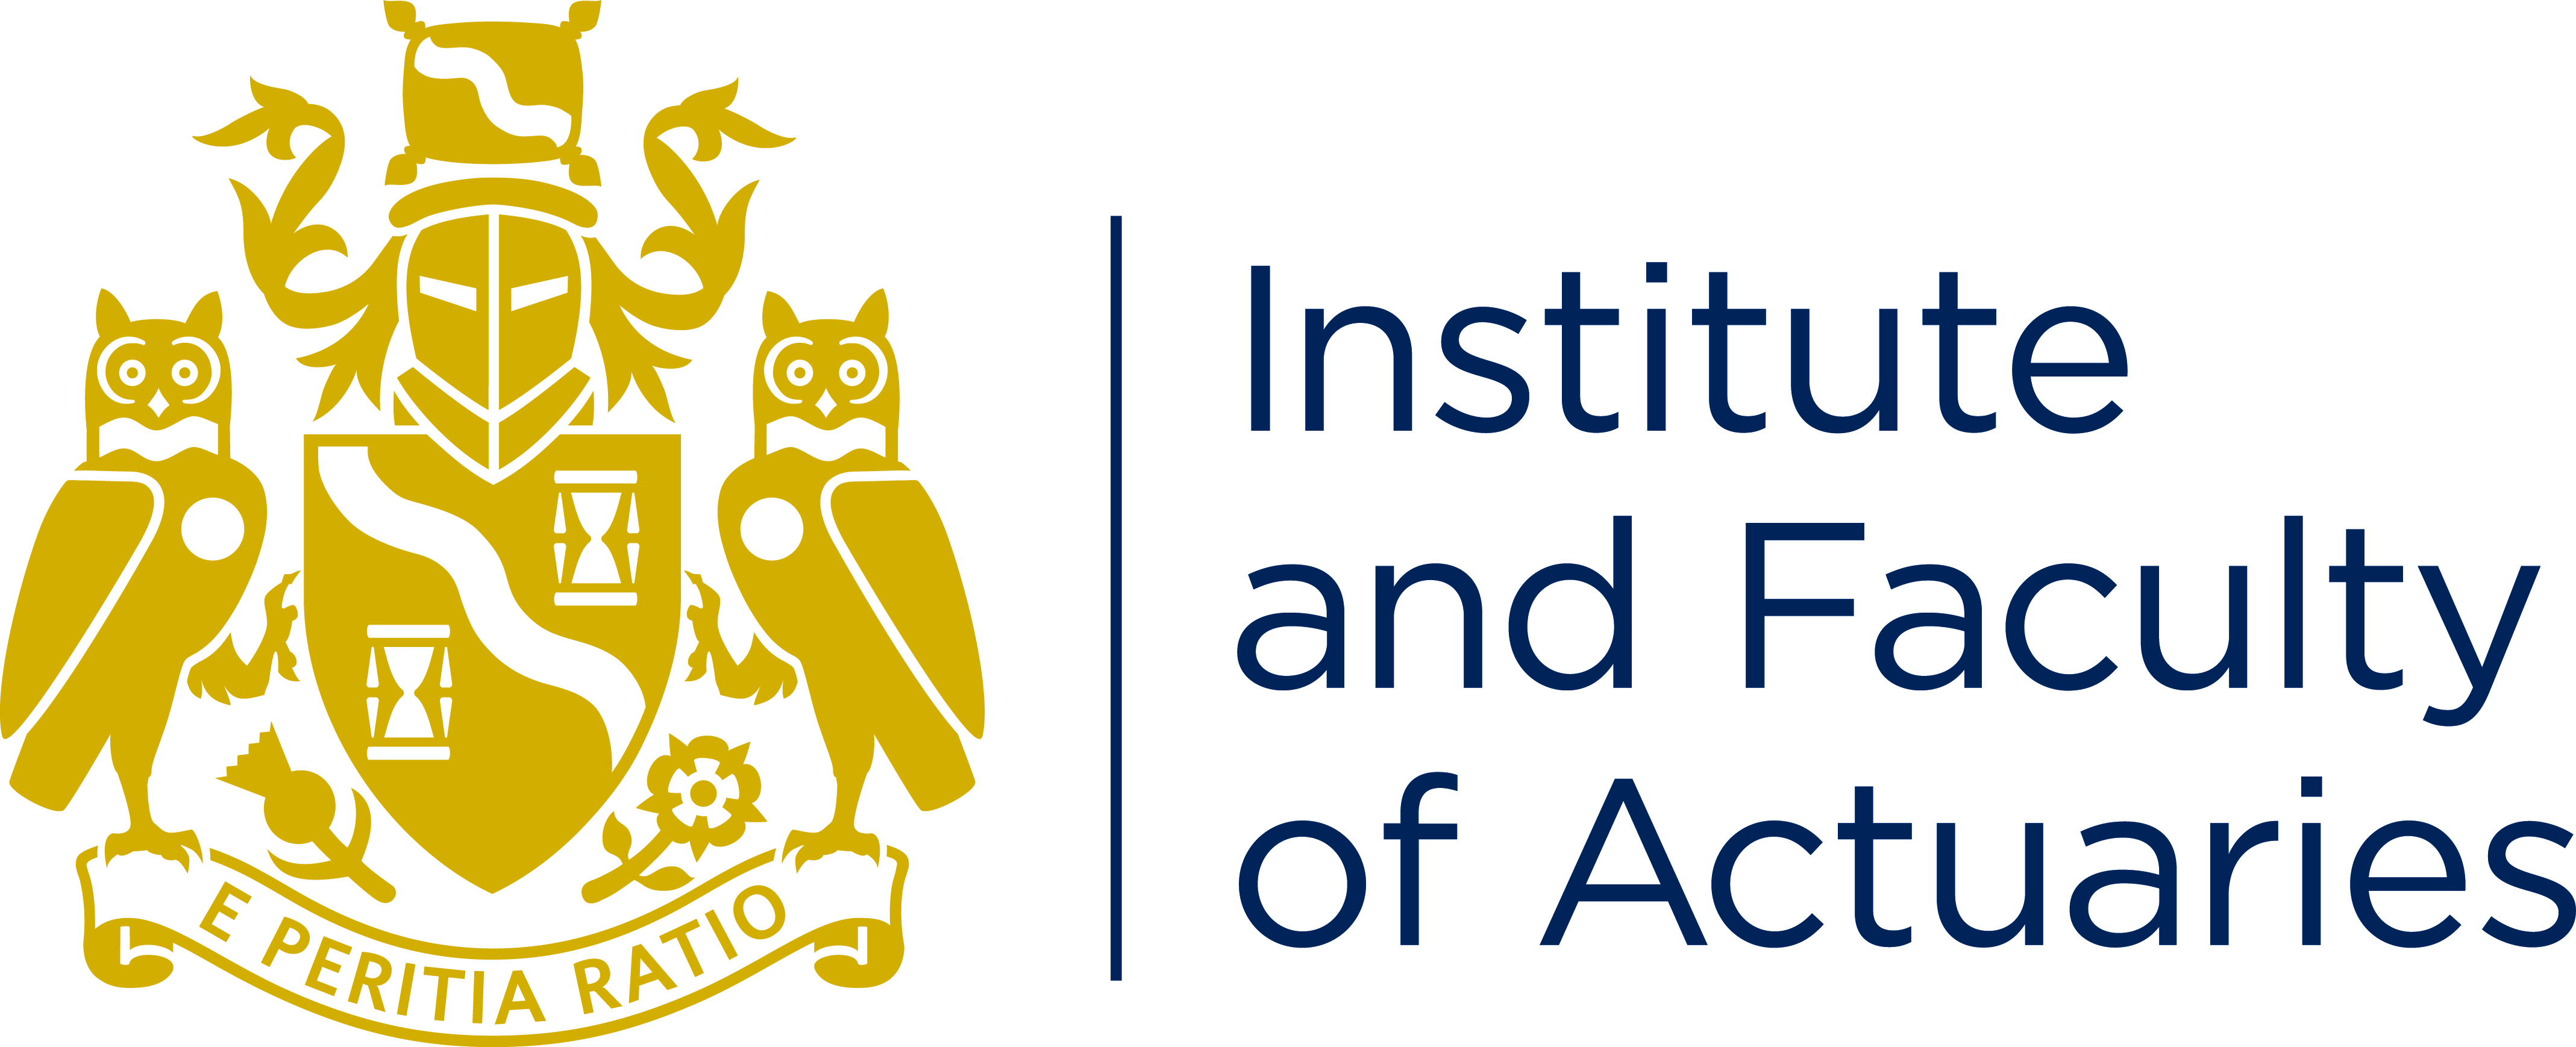 Institute
and Faculty
of Actuaries
E PERITIA RATIO